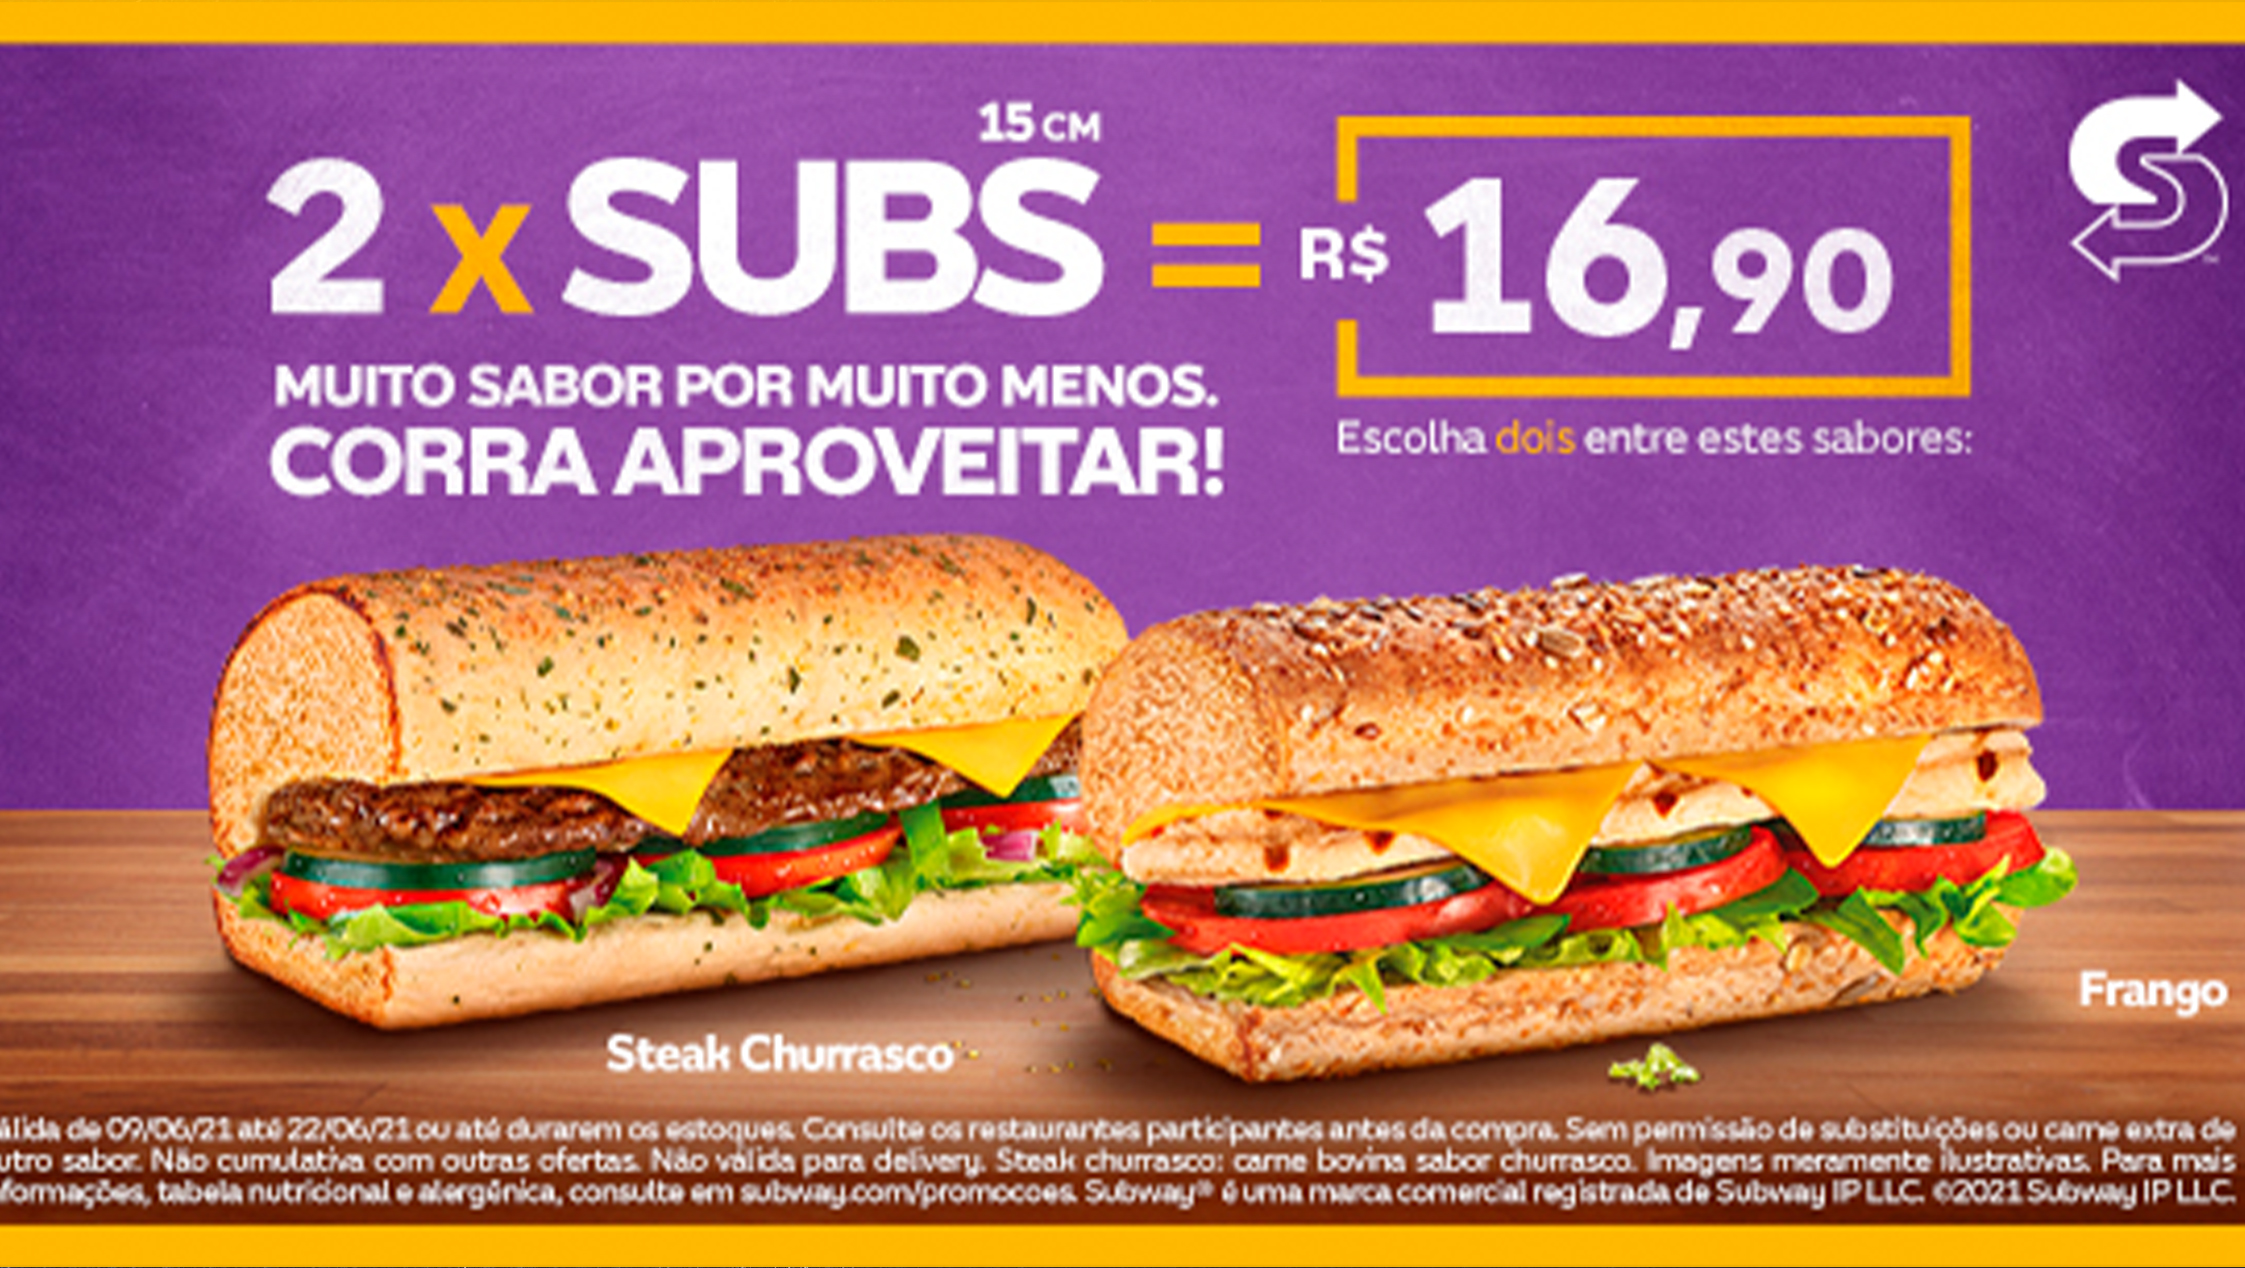 15 CM
2 x SUBS = R$ 16,90
MUITO SABOR POR MUITO MENOS.
CORRA APROVEITAR!
Escolha dois entre estes sabores:
Steak Churrasco
Frango
de 09/06/21 até 22/06/21 ou até durarem os estoques. Consulte os restaurantes participantes antes da compra. Sem permissão de substituições ou carne extra de
sabor. Não cumulativa com outras ofertas. Não válida para delivery. Steak churrasco: carne bovina sabor churrasco. Imagens meramente ilustrativas. Para mais
tabela nutricional e alergênica, consulte em subway.com/promocoes. Subway® é uma marca comercial registrada de Subway IP LLC. ©2021 Subway IP LLC.